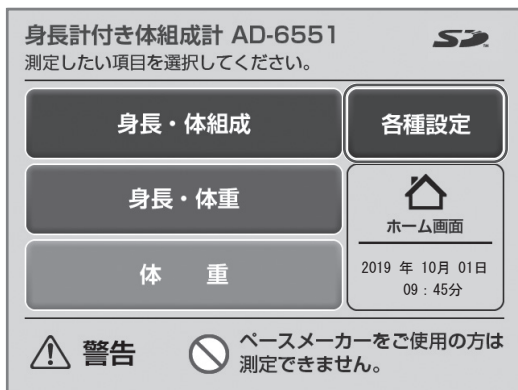 身長計付き体組成計 AD-6551
SD
測定したい項目を選択してください。
身長・体組成
各種設定
身長・体重
ホーム画面
体 重
2019 年 10月 01日
09 : 45分
警告
ペースメーカーをご使用の方は
測定できません。